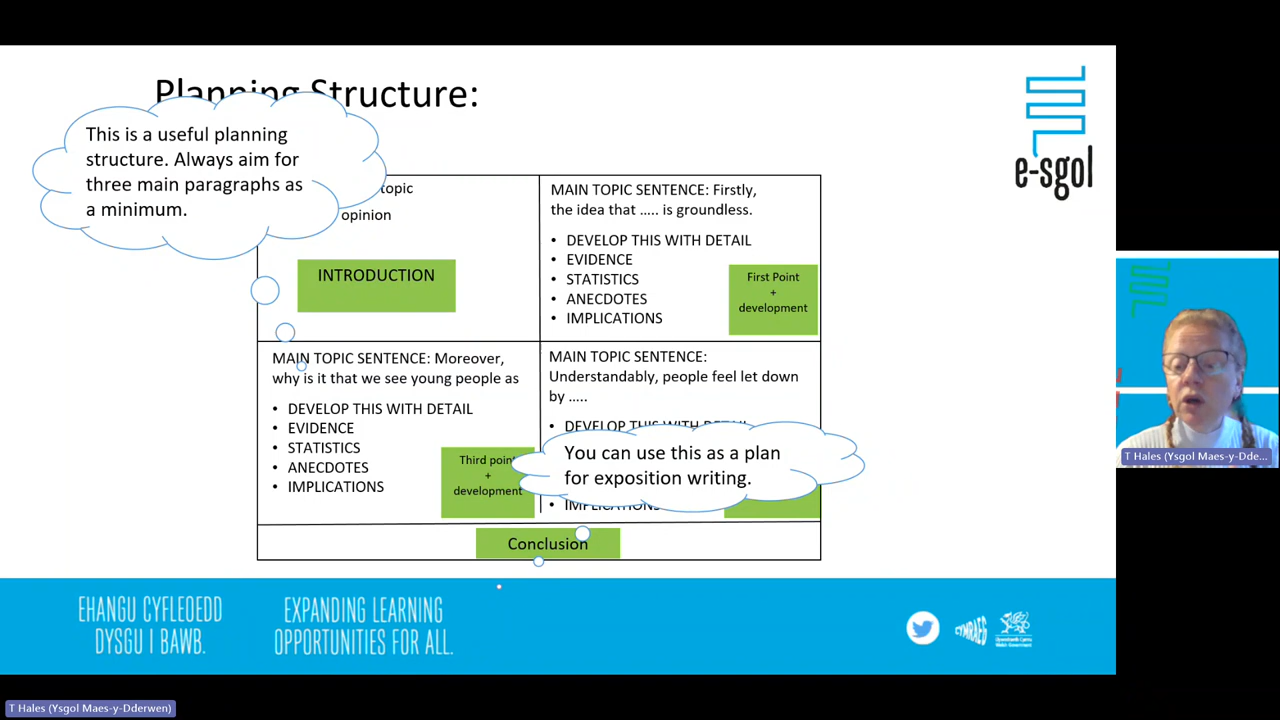 Planning Structure:
This is a useful planning
structure. Always aim for
three main paragraphs as
a minimum.
topic
opinion
INTRODUCTION
MAIN TOPIC SENTENCE: Firstly,
the idea that ..... is groundless.
• DEVELOP THIS WITH DETAIL
• EVIDENCE
• STATISTICS
• ANECDOTES
• IMPLICATIONS
First Point
+
development
MAIN TOPIC SENTENCE: Moreover,
why is it that we see young people as
• DEVELOP THIS WITH DETAIL
• EVIDENCE
• STATISTICS
• ANECDOTES
• IMPLICATIONS
Third point
+
development
MAIN TOPIC SENTENCE:
Understandably, people feel let down
by .....
• DEVELOP THIS WITH DETAIL
You can use this as a plan
for exposition writing.
IMPLICATIONS
Conclusion
e-sgol
T Hales (Ysgol Maes-y-Dde...
EHANGU CYFLEOEDD
DYSGU I BAWB.
EXPANDING LEARNING
OPPORTUNITIES FOR ALL.
CYMRAEG
T Hales (Ysgol Maes-y-Dderwen)